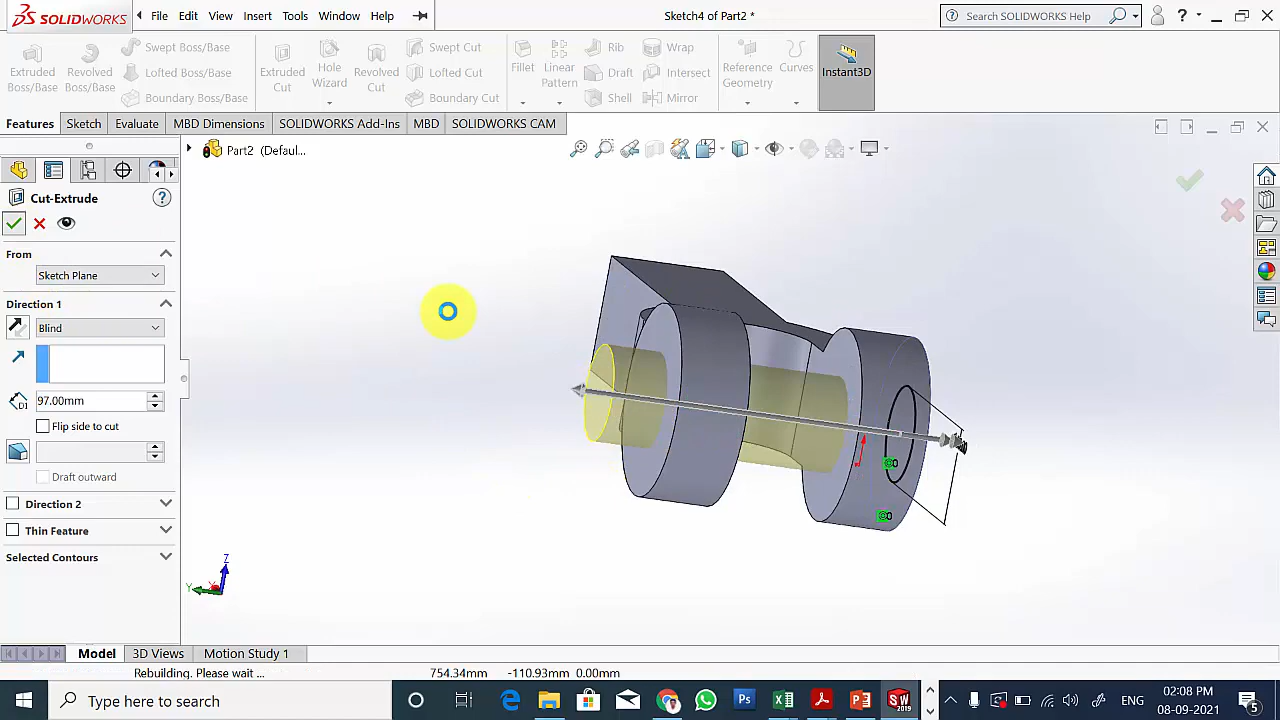 SOLIDWORKS File Edit View Insert Tools Window Help Sketch4 of Part2 * Search SOLIDWORKS Help ?
Extruded Boss/Base
Revolved Boss/Base
Swept Boss/Base
Lofted Boss/Base
Boundary Boss/Base
Extruded Cut
Hole Wizard
Revolved Cut
Swept Cut
Lofted Cut
Boundary Cut
Fillet
Linear Pattern
Rib
Draft
Shell
Wrap
Intersect
Mirror
Reference Geometry
Curves
Instant3D
Features Sketch Evaluate MBD Dimensions SOLIDWORKS Add-Ins MBD SOLIDWORKS CAM
Part2 (Defaul...
Cut-Extrude ?
From
Sketch Plane
Direction 1
Blind
D1 97.00mm
Flip side to cut
Draft outward
Direction 2
Thin Feature
Selected Contours
Z
Y
Model 3D Views Motion Study 1
Rebuilding. Please wait ... 754.34mm -110.93mm 0.00mm
Type here to search
Ps
SW
2019
ENG
02:08 PM
08-09-2021
5